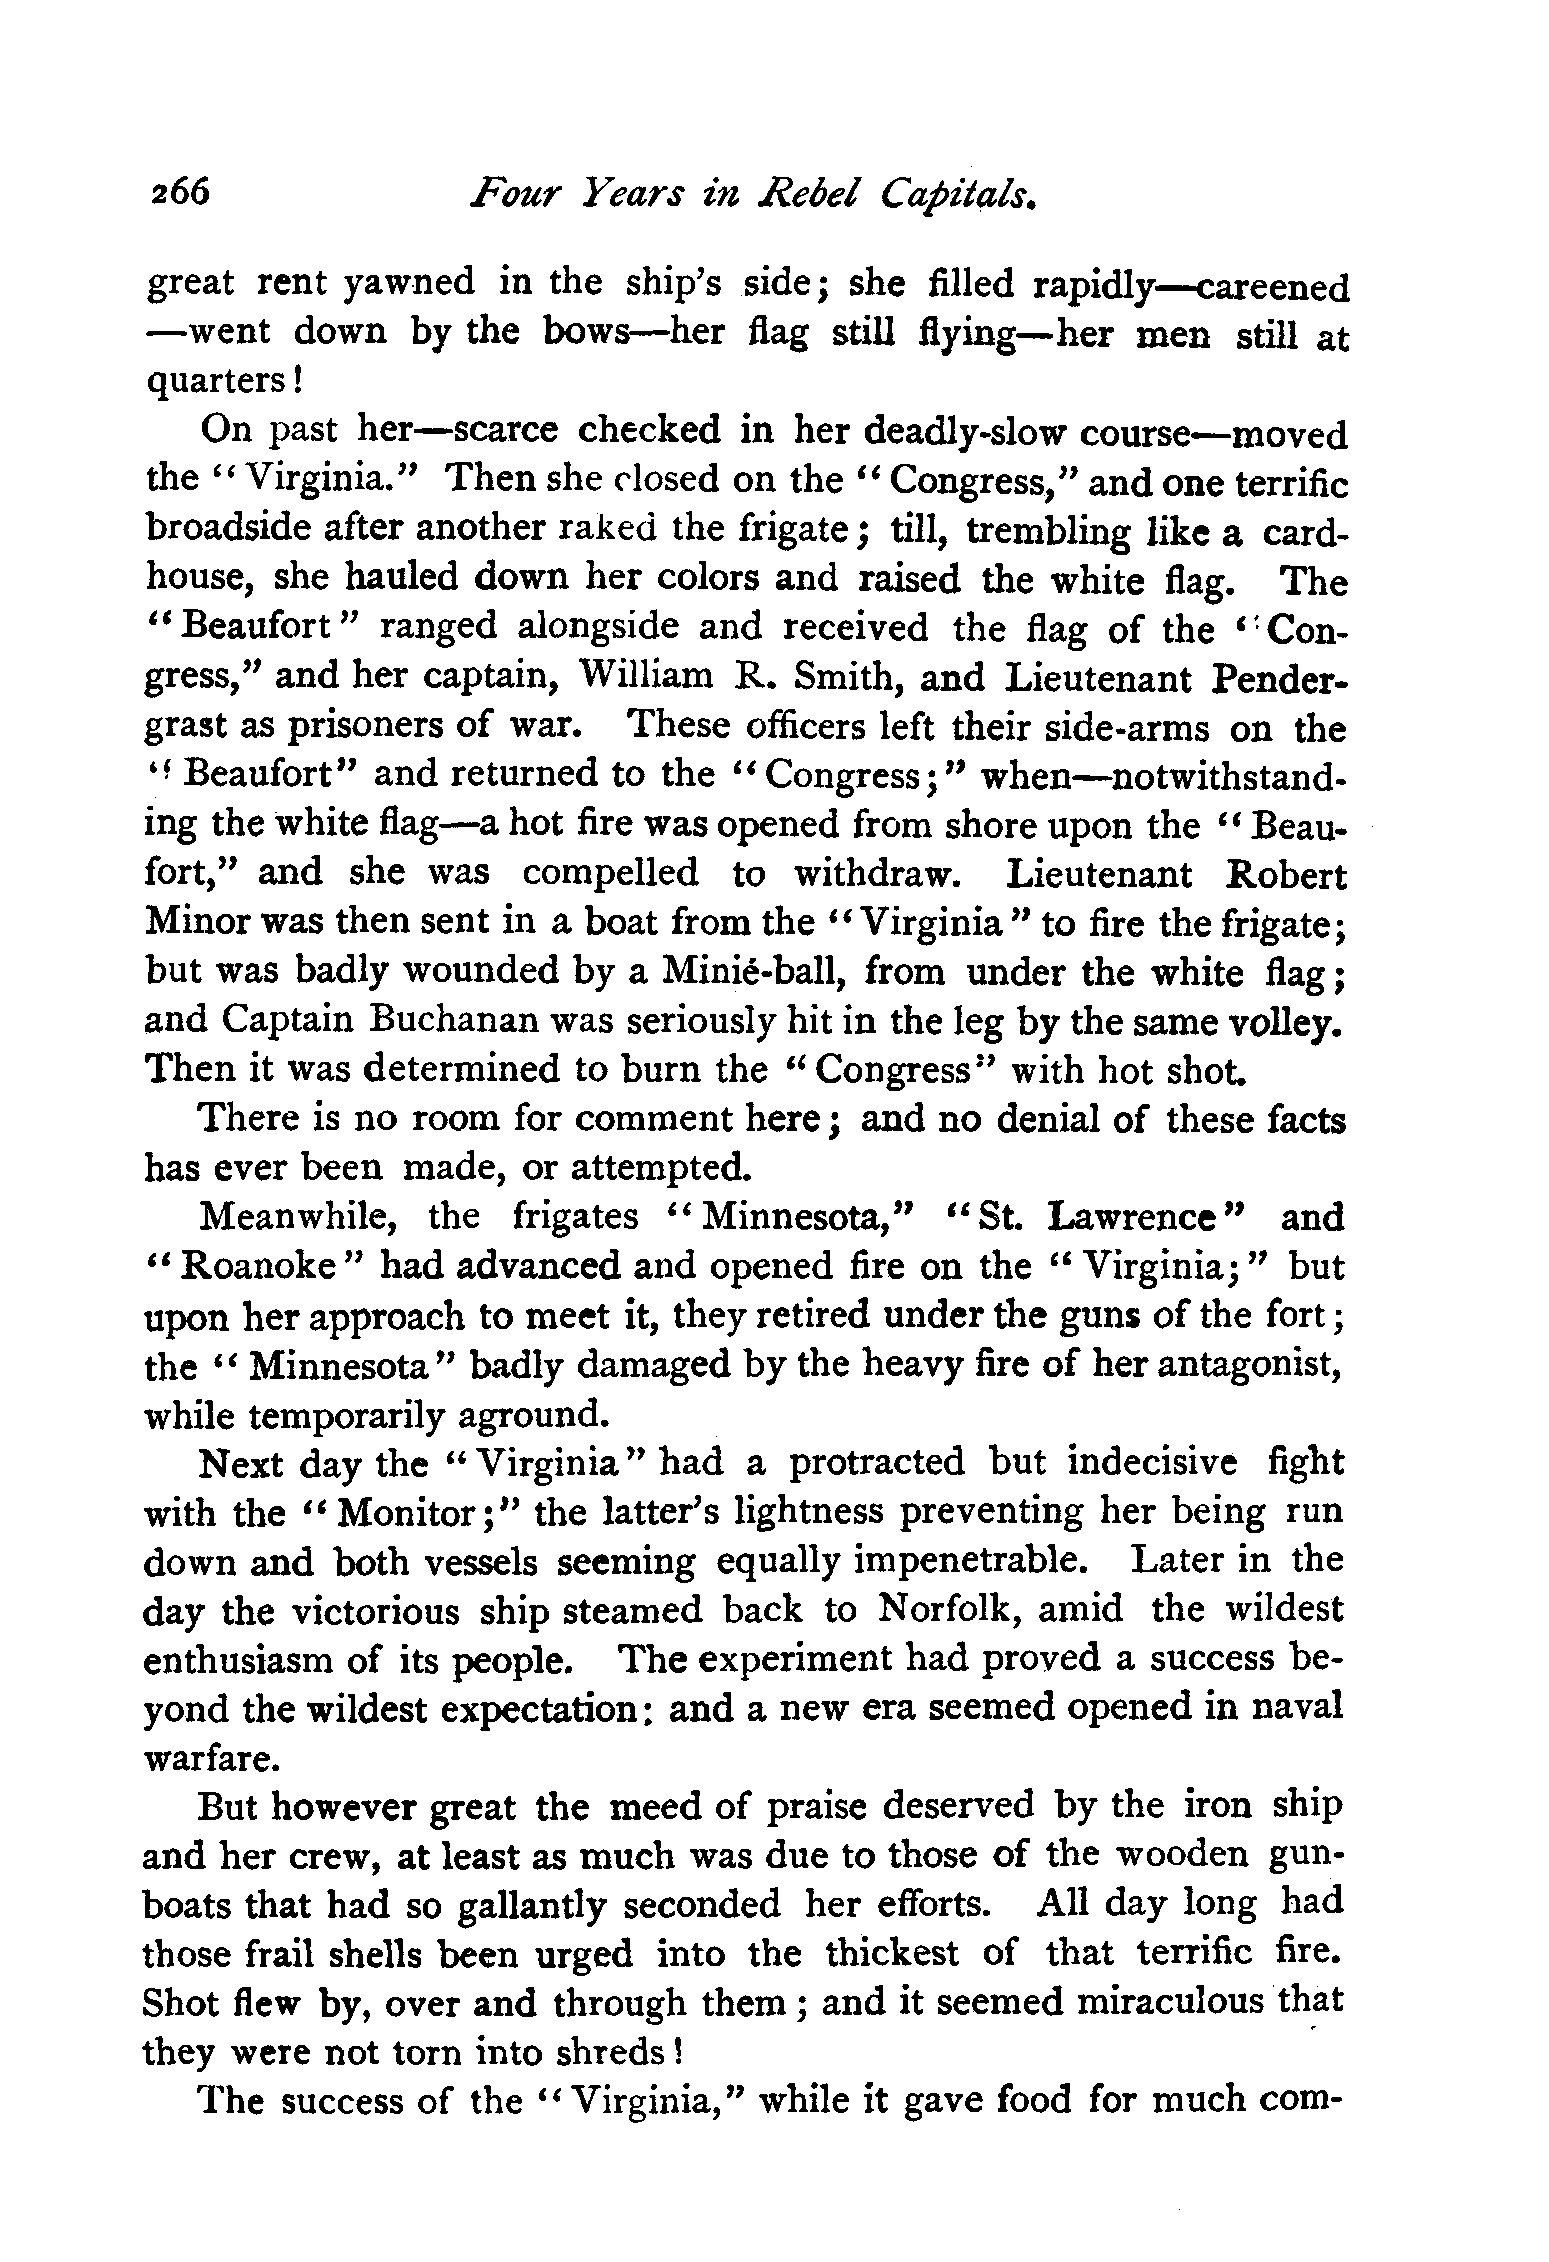 266 Four Years in Rebel Capitals.
great rent yawned in the ship's side; she filled rapidly—careened
—went down by the bows—her flag still flying—her men still at
quarters!
On past her—scarce checked in her deadly-slow course—moved
the "Virginia." Then she closed on the "Congress," and one terrific
broadside after another raked the frigate; till, trembling like a card-
house, she hauled down her colors and raised the white flag. The
"Beaufort" ranged alongside and received the flag of the "Con-
gress," and her captain, William R. Smith, and Lieutenant Pender-
grast as prisoners of war. These officers left their side-arms on the
"Beaufort" and returned to the "Congress;" when—notwithstand-
ing the white flag—a hot fire was opened from shore upon the "Beau-
fort," and she was compelled to withdraw. Lieutenant Robert
Minor was then sent in a boat from the "Virginia" to fire the frigate;
but was badly wounded by a Minié-ball, from under the white flag;
and Captain Buchanan was seriously hit in the leg by the same volley.
Then it was determined to burn the "Congress" with hot shot.
There is no room for comment here; and no denial of these facts
has ever been made, or attempted.
Meanwhile, the frigates "Minnesota," "St. Lawrence" and
"Roanoke" had advanced and opened fire on the "Virginia;" but
upon her approach to meet it, they retired under the guns of the fort;
the "Minnesota" badly damaged by the heavy fire of her antagonist,
while temporarily aground.
Next day the "Virginia" had a protracted but indecisive fight
with the "Monitor;" the latter's lightness preventing her being run
down and both vessels seeming equally impenetrable. Later in the
day the victorious ship steamed back to Norfolk, amid the wildest
enthusiasm of its people. The experiment had proved a success be-
yond the wildest expectation: and a new era seemed opened in naval
warfare.
But however great the meed of praise deserved by the iron ship
and her crew, at least as much was due to those of the wooden gun-
boats that had so gallantly seconded her efforts. All day long had
those frail shells been urged into the thickest of that terrific fire.
Shot flew by, over and through them; and it seemed miraculous that
they were not torn into shreds!
The success of the "Virginia," while it gave food for much com-